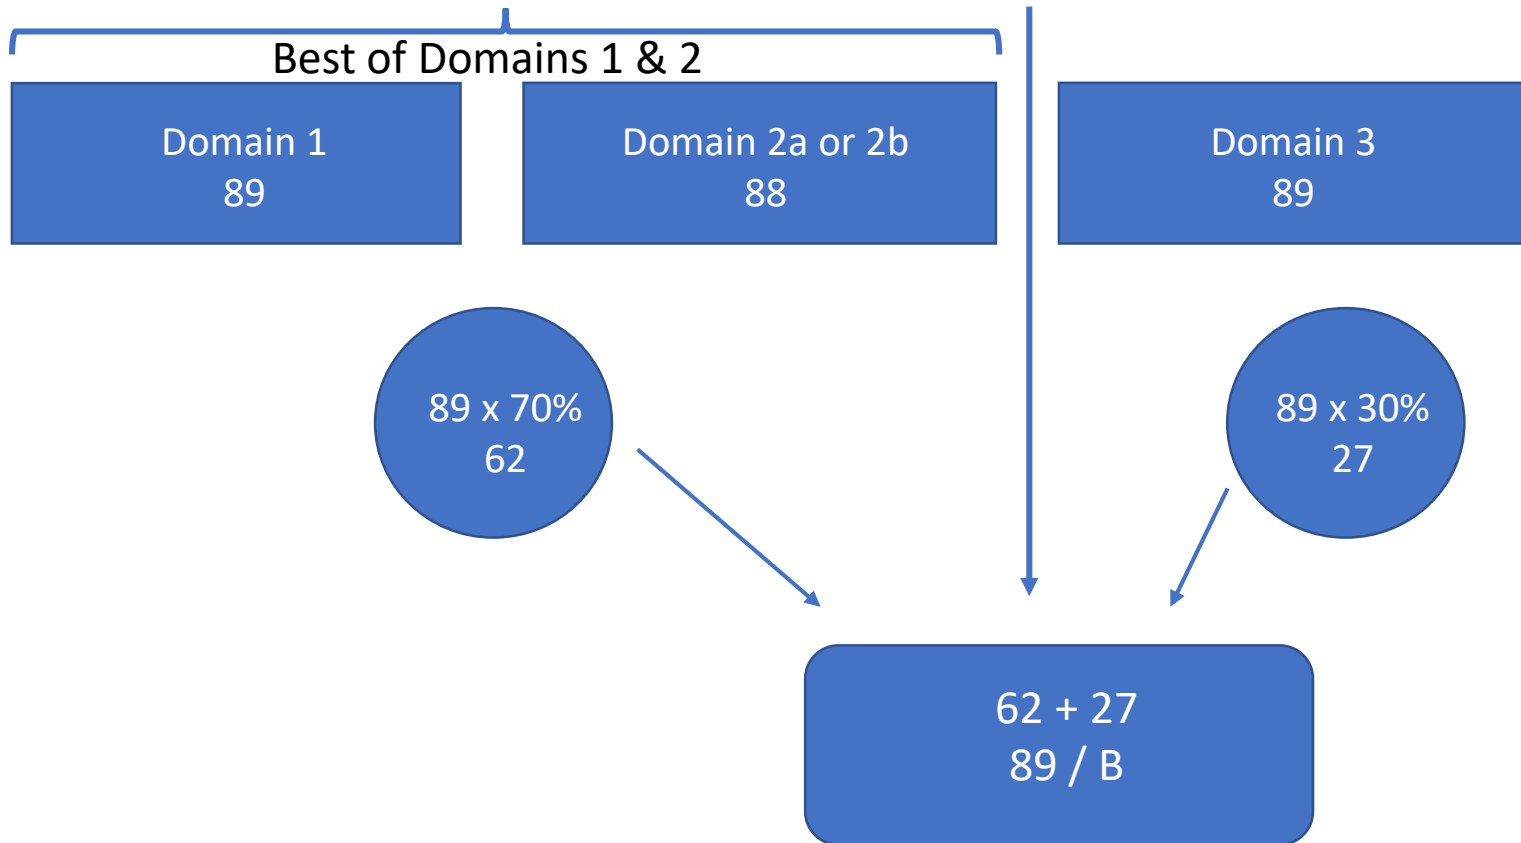 Best of Domains 1 & 2
Domain 1
89
Domain 2a or 2b
88
Domain 3
89
89 x 70%
62
89 x 30%
27
62 + 27
89 / B